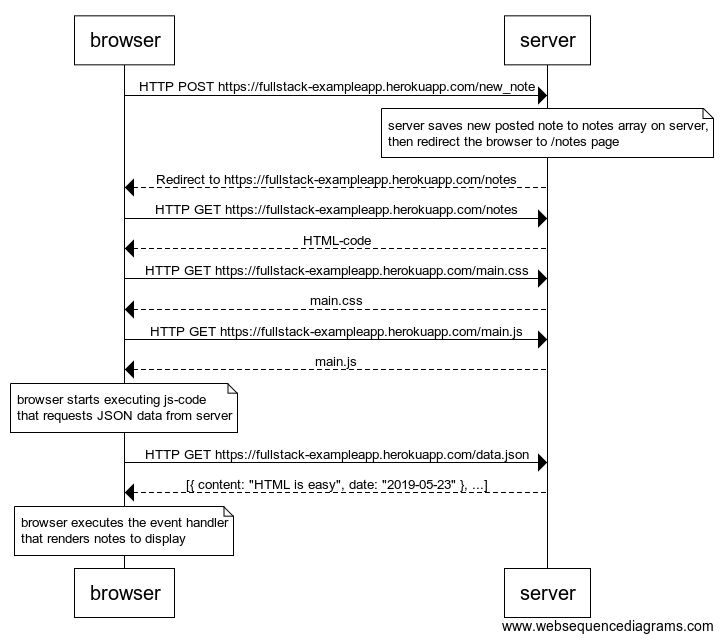 browser
server
HTTP POST https://fullstack-exampleapp.herokuapp.com/new_note
server saves new posted note to notes array on server,
then redirect the browser to /notes page
Redirect to https://fullstack-exampleapp.herokuapp.com/notes
HTTP GET https://fullstack-exampleapp.herokuapp.com/notes
HTML-code
HTTP GET https://fullstack-exampleapp.herokuapp.com/main.css
main.css
HTTP GET https://fullstack-exampleapp.herokuapp.com/main.js
main.js
browser starts executing js-code
that requests JSON data from server
HTTP GET https://fullstack-exampleapp.herokuapp.com/data.json
[{ content: "HTML is easy", date: "2019-05-23" }, ...]
browser executes the event handler
that renders notes to display
browser
server
www.websequencediagrams.com